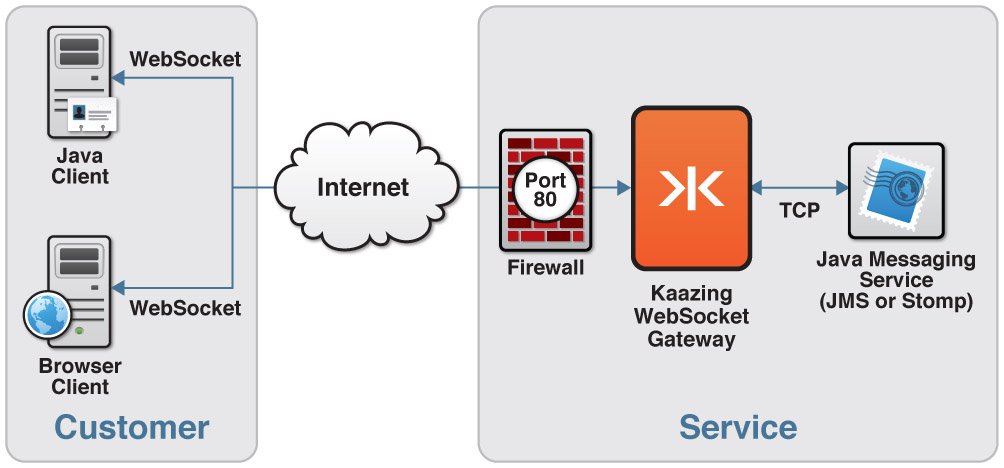 WebSocket
Java
Client
WebSocket
Browser
Client
Customer
Internet
Port
80
Firewall
Kaazing
WebSocket
Gateway
TCP
Java Messaging
Service
(JMS or Stomp)
Service